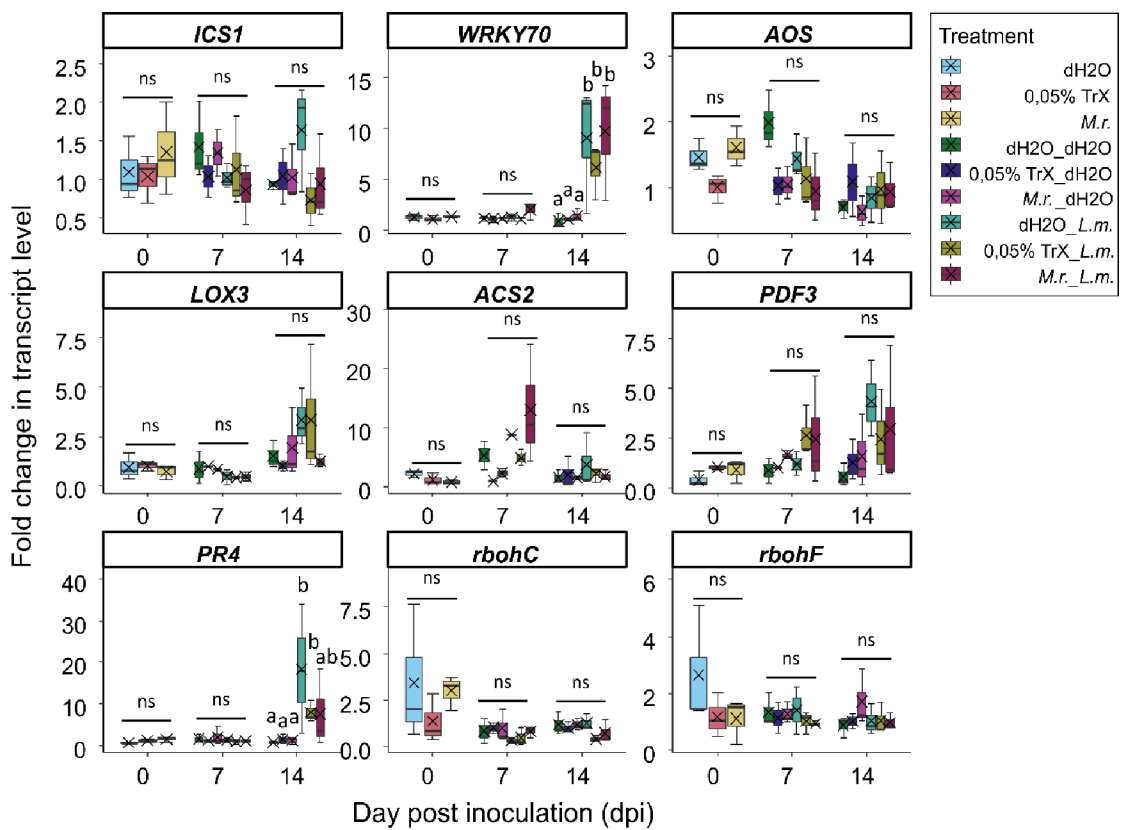 ICS1
WRKY70
AOS
2.5
2.0
1.5
1.0
0.5
ns
ns
ns
0
7
14
15
10
5
0
ns
ns
a
a
a
b
b
b
0
7
14
3
2
1
ns
ns
ns
0
7
14
Treatment
dH2O
0,05% TrX
M.r.
dH2O_dH2O
0,05% TrX_dH2O
M.r._dH2O
dH2O_L.m.
0,05% TrX_L.m.
M.r._L.m.
Fold change in transcript level
LOX3
ACS2
PDF3
7.5
5.0
2.5
0.0
ns
ns
ns
0
7
14
30
20
10
0
ns
ns
ns
0
7
14
7.5
5.0
2.5
0.0
ns
ns
ns
0
7
14
PR4
rbohC
rbohF
40
30
20
10
0
ns
ns
a
a
a
b
b
ab
0
7
14
7.5
5.0
2.5
0.0
ns
ns
ns
0
7
14
6
4
2
0
ns
ns
ns
0
7
14
Day post inoculation (dpi)